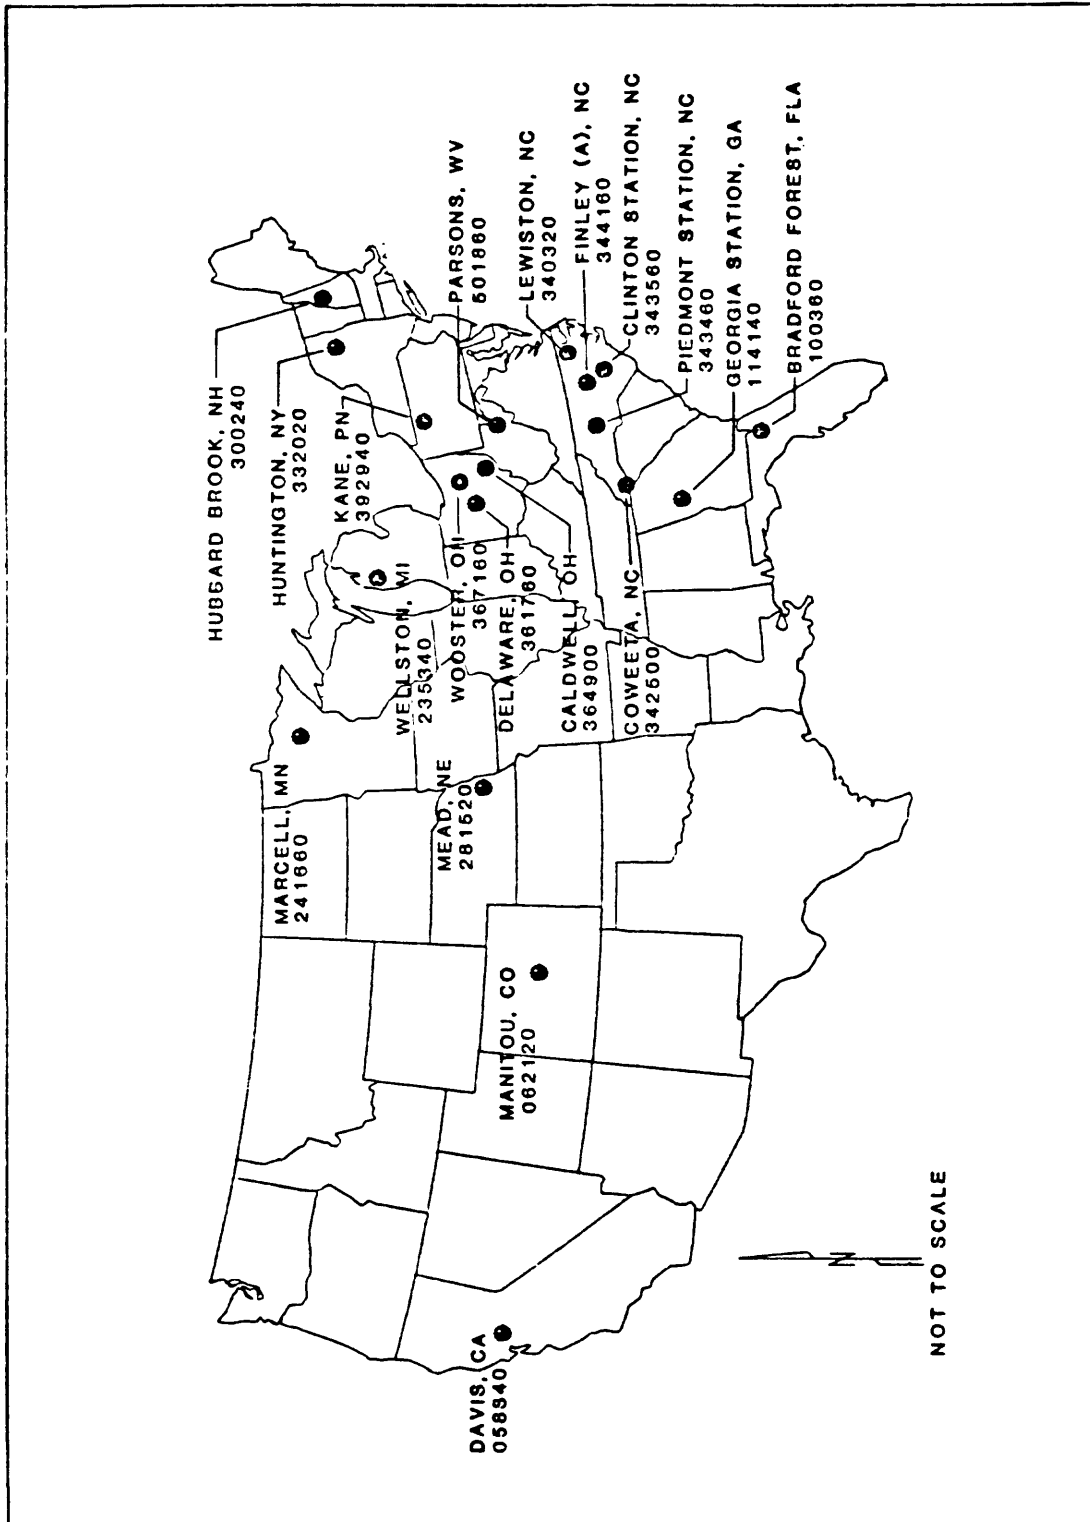 HUBGARD BROOK, NH
300240
HUNTINGTON, NY
332020
KANE, PN
392940
PARSONS, WV
501860
LEWISTON, NC
340320
FINLEY (A), NC
344160
CLINTON STATION, NC
343560
PIEDMONT STATION, NC
343460
GEORGIA STATION, GA
114140
BRADFORD FOREST, FLA
100360
WELLSTON, MI
235340
WOOSTER, OH
367160
DELAWARE, OH
361760
CALDWELL, OH
364900
COWEETA, NC
342500
MARCELL, MN
241660
MEAD, NE
281520
MANITOU, CO
062120
DAVIS, CA
058840
N
NOT TO SCALE